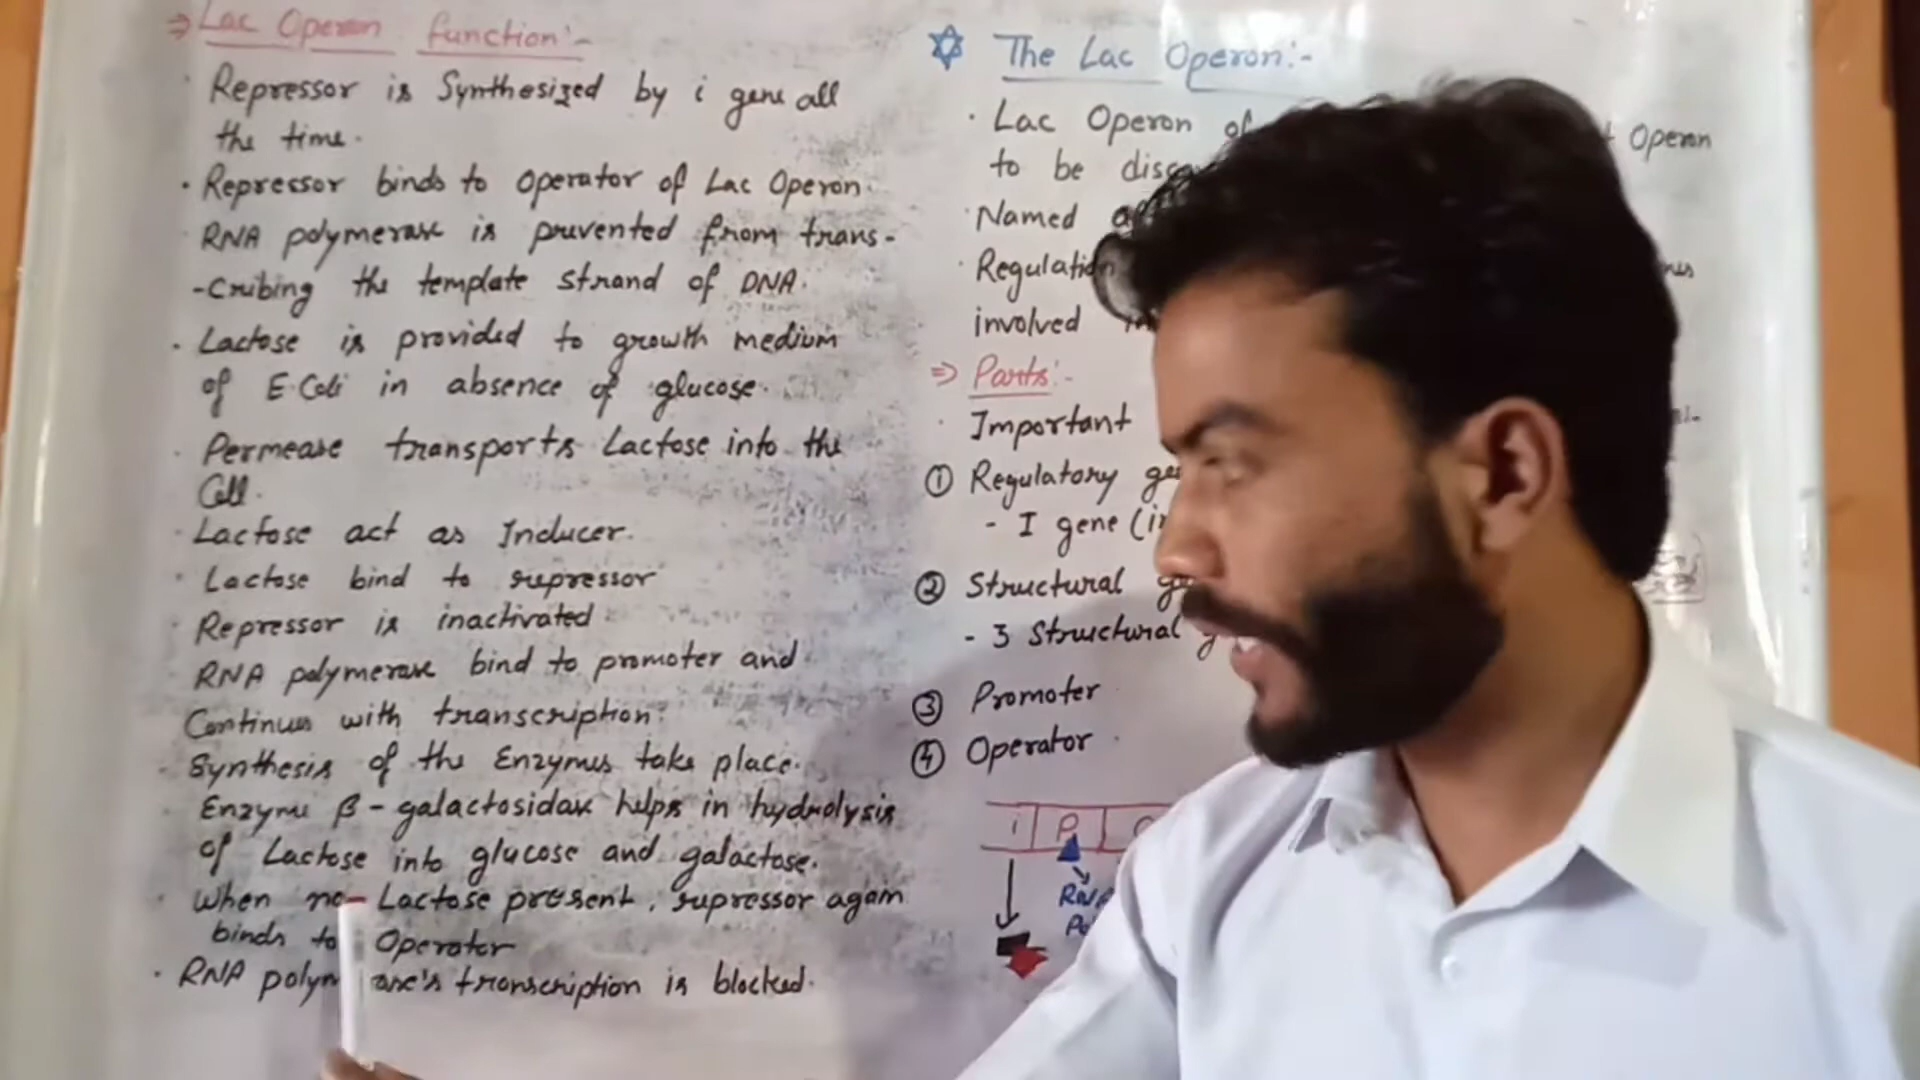 ⇒ Lac Operon function:-
· Repressor is Synthesized by i gene all
the time.
· Repressor binds to operator of Lac Operon.
· RNA polymerase is prevented from trans-
-cribing the template strand of DNA.
· Lactose is provided to growth medium
of E.Coli in absence of glucose.
· Permease transports Lactose into the
Cell.
· Lactose act as Inducer.
· Lactose bind to repressor
· Repressor is inactivated
RNA polymerase bind to promoter and
Continues with transcription.
· Synthesis of the Enzymes take place.
Enzyme β-galactosidase helps in hydrolysis
of Lactose into glucose and galactose.
· When no Lactose present, repressor again
binds to Operator
· RNA polym ase's transcription is blocked.
The Lac Operon:-
· Lac Operon of Operon
to be
· Named
· Regulation
involved
⇒ Parts:-
· Important
① Regulatory
- I gene
② Structural
- 3 Structural
③ Promoter
④ Operator
i P